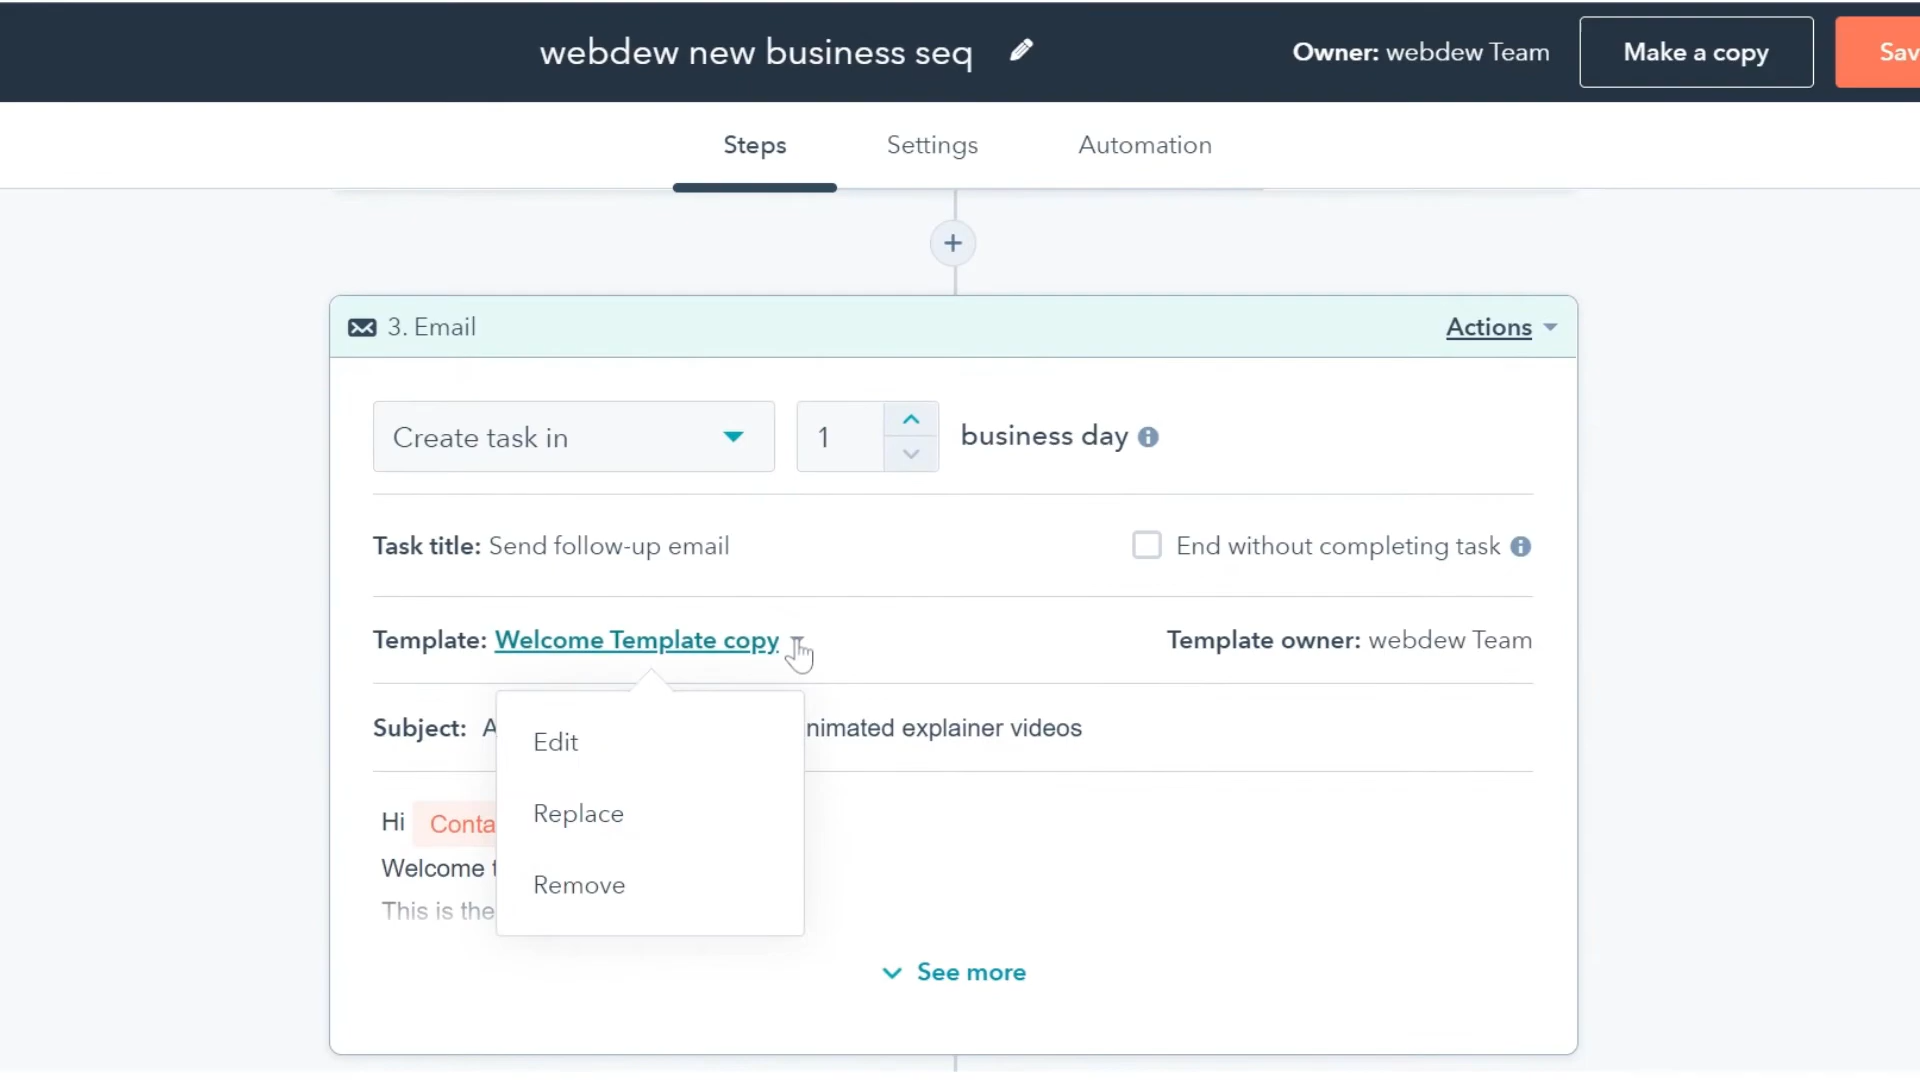 webdew new business seq
Owner: webdew Team
Make a copy
Steps
Settings
Automation
3. Email
Actions
Create task in
1
business day
Task title: Send follow-up email
End without completing task
Template: Welcome Template copy
Template owner: webdew Team
Subject: nimated explainer videos
Edit
Replace
Remove
Hi
Welcome
This is the
See more